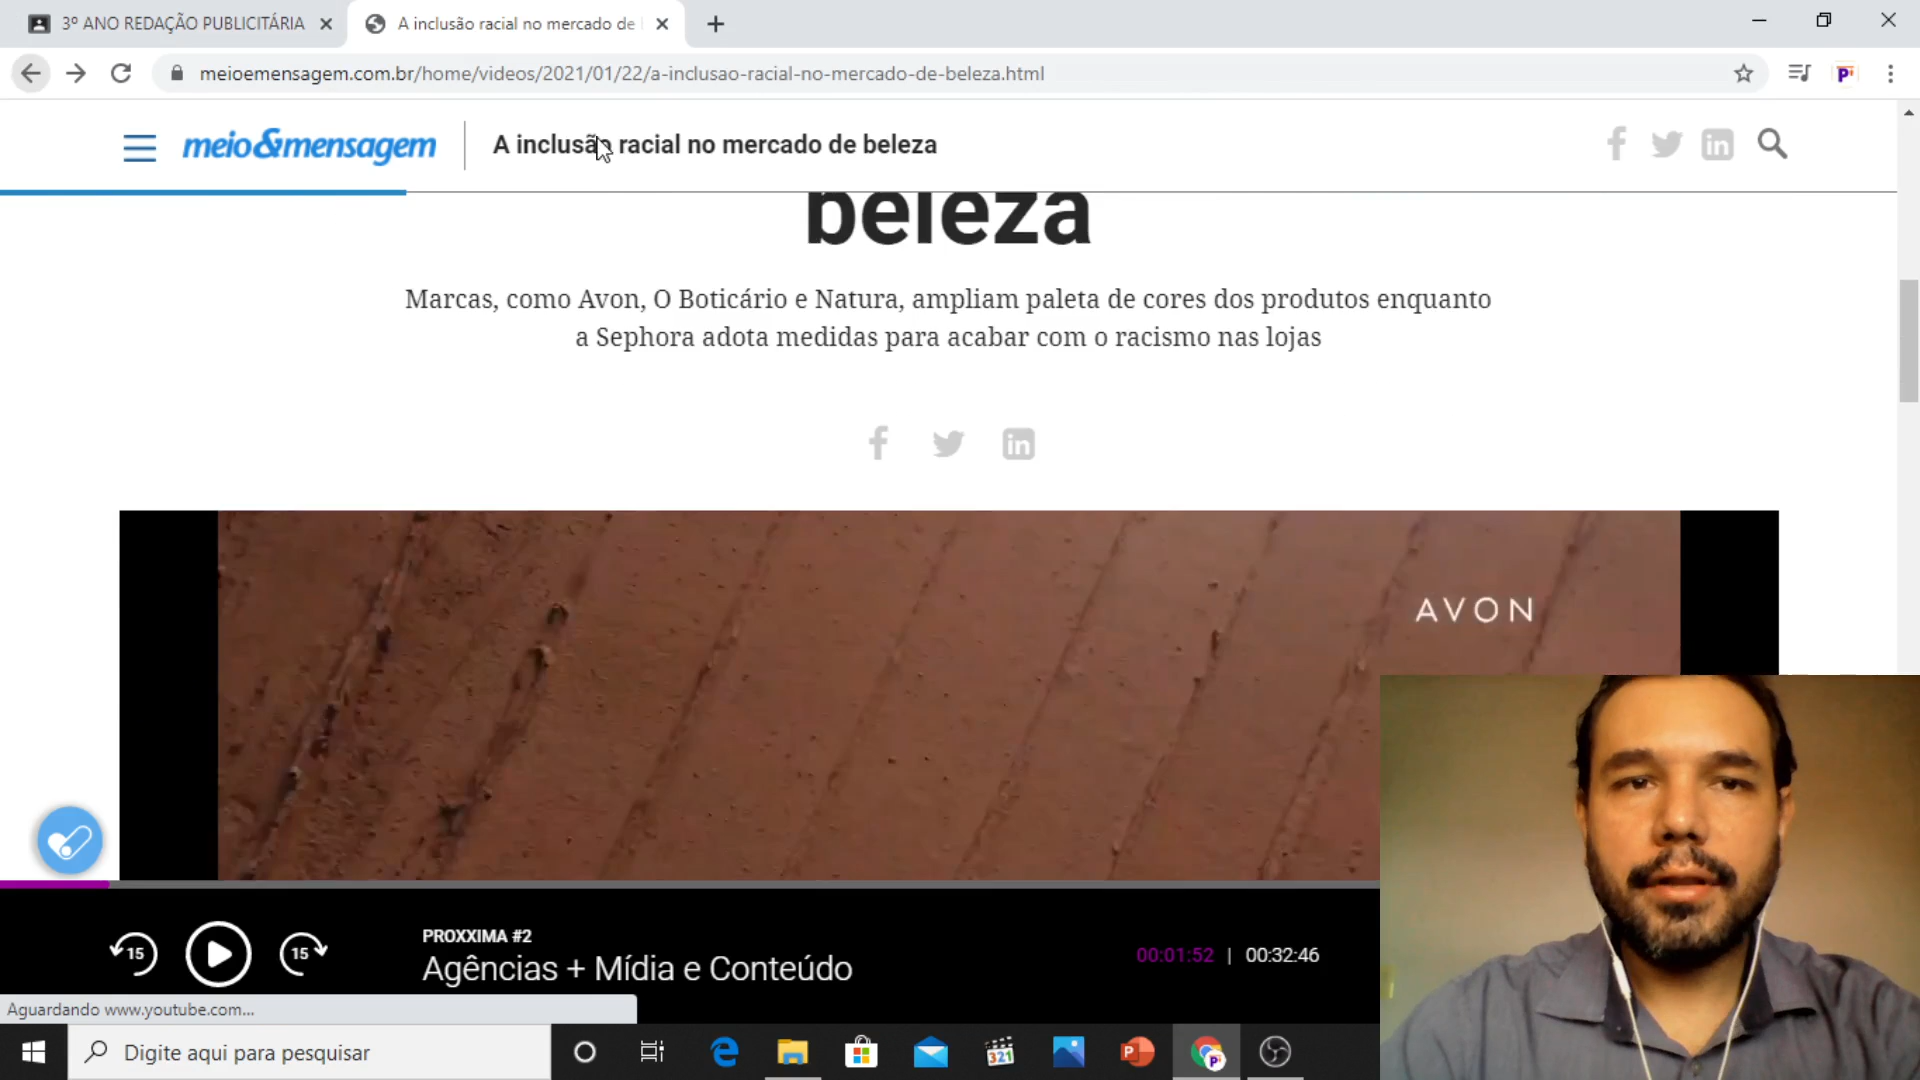 3º ANO REDAÇÃO PUBLICITÁRIA
A inclusão racial no mercado de
meioemensagem.com.br/home/videos/2021/01/22/a-inclusao-racial-no-mercado-de-beleza.html
meio&mensagem
A inclusão racial no mercado de beleza
beleza
Marcas, como Avon, O Boticário e Natura, ampliam paleta de cores dos produtos enquanto
a Sephora adota medidas para acabar com o racismo nas lojas
AVON
15
15
PROXXIMA #2
Agências + Mídia e Conteúdo
00:01:52 | 00:32:46
Aguardando www.youtube.com...
Digite aqui para pesquisar
321